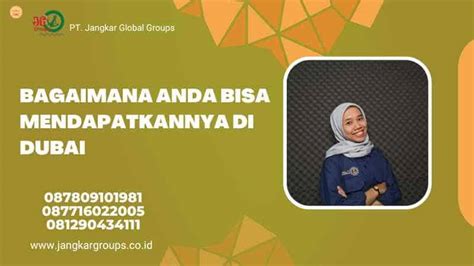 PT. Jangkar Global Groups
BAGAIMANA ANDA BISA
MENDAPATKANNYA DI
DUBAI
087809101981
087716022005
081290434111
www.jangkargroups.co.id